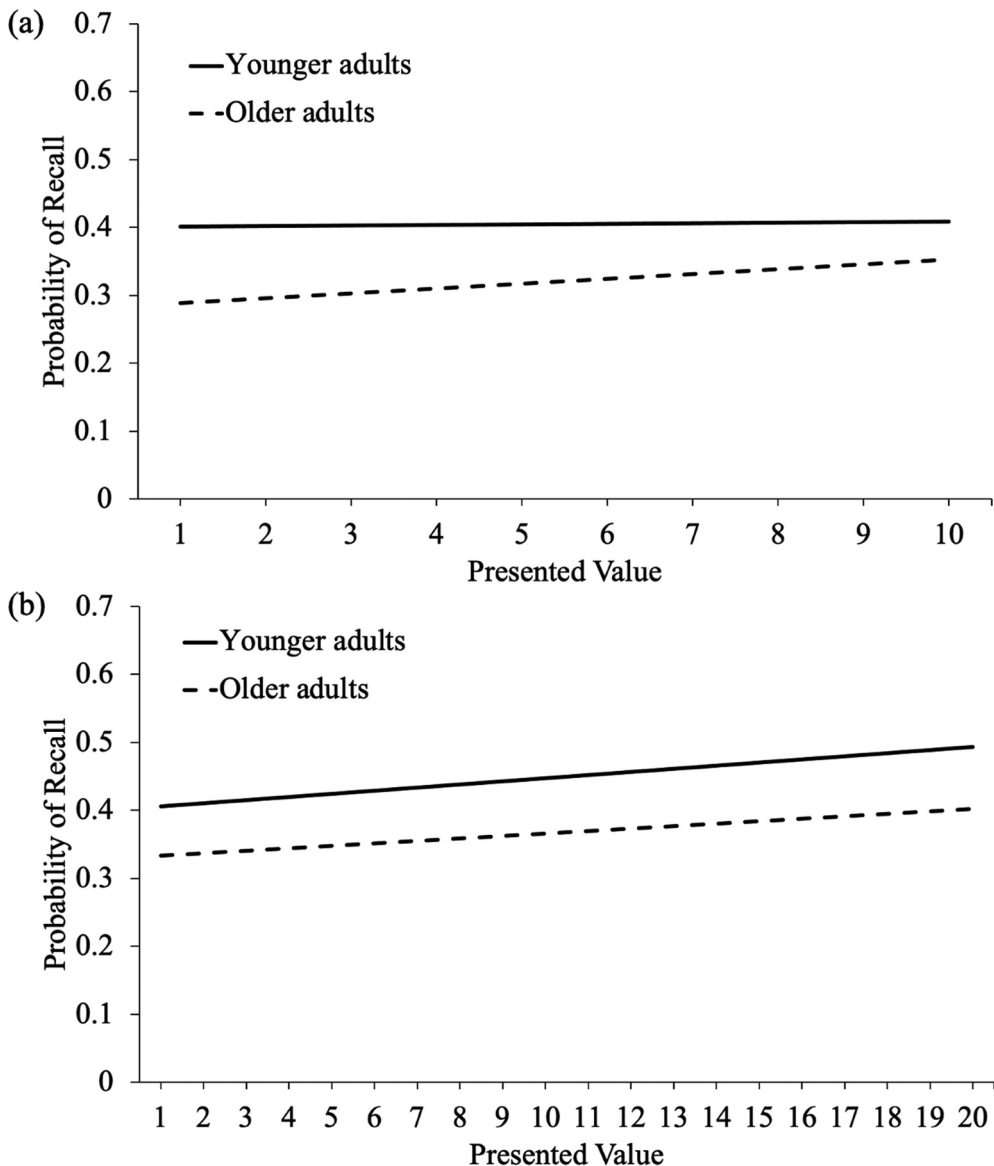 (a)
0.7
0.6
0.5
0.4
0.3
0.2
0.1
0
Probability of Recall
Younger adults
Older adults
1 2 3 4 5 6 7 8 9 10
Presented Value
(b)
0.7
0.6
0.5
0.4
0.3
0.2
0.1
0
Probability of Recall
Younger adults
Older adults
1 2 3 4 5 6 7 8 9 10 11 12 13 14 15 16 17 18 19 20
Presented Value